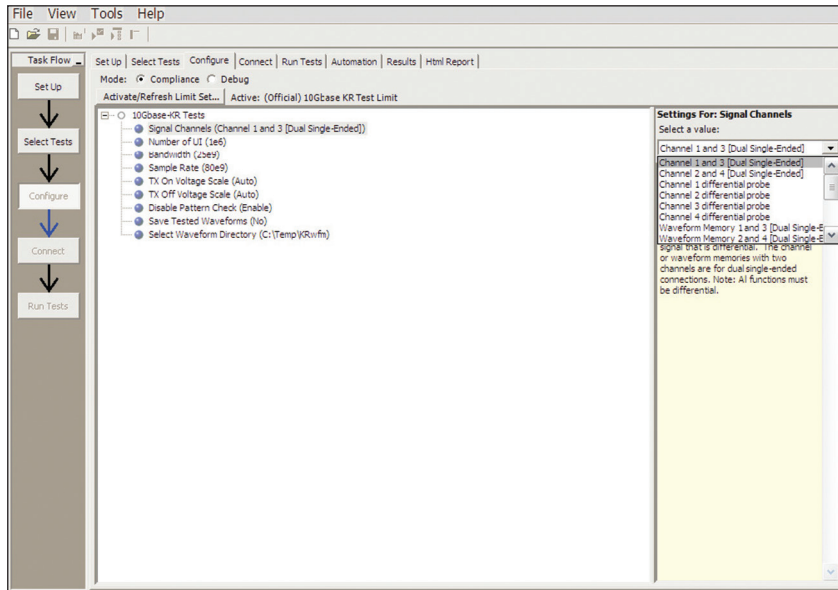 File View Tools Help
Task Flow
Set Up
Select Tests
Configure
Connect
Run Tests
Set Up Select Tests Configure Connect Run Tests Automation Results Html Report
Mode: Compliance Debug
Activate/Refresh Limit Set... Active: (Official) 10Gbase KR Test Limit
10Gbase-KR Tests
Signal Channels (Channel 1 and 3 [Dual Single-Ended])
Number of UI (1e6)
Bandwidth (25e9)
Sample Rate (80e9)
TX On Voltage Scale (Auto)
TX Off Voltage Scale (Auto)
Disable Pattern Check (Enable)
Save Tested Waveforms (No)
Select Waveform Directory (C:\Temp\KRwfm)
Settings For: Signal Channels
Select a value:
Channel 1 and 3 [Dual Single-Ended]
Channel 1 and 3 [Dual Single-Ended]
Channel 2 and 4 [Dual Single-Ended]
Channel 1 differential probe
Channel 2 differential probe
Channel 3 differential probe
Channel 4 differential probe
Waveform Memory 1 and 3 [Dual Single-E
Waveform Memory 2 and 4 [Dual Single-E
signal that is differential. The channel
or waveform memories with two
channels are for dual single-ended
connections. Note: Al functions must
be differential.